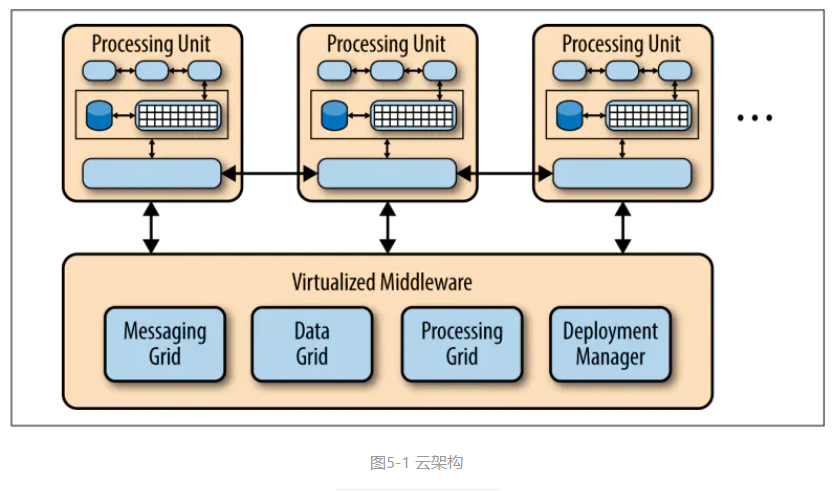 Processing Unit
Processing Unit
Processing Unit
...
Virtualized Middleware
Messaging
Grid
Data
Grid
Processing
Grid
Deployment
Manager
图5-1 云架构